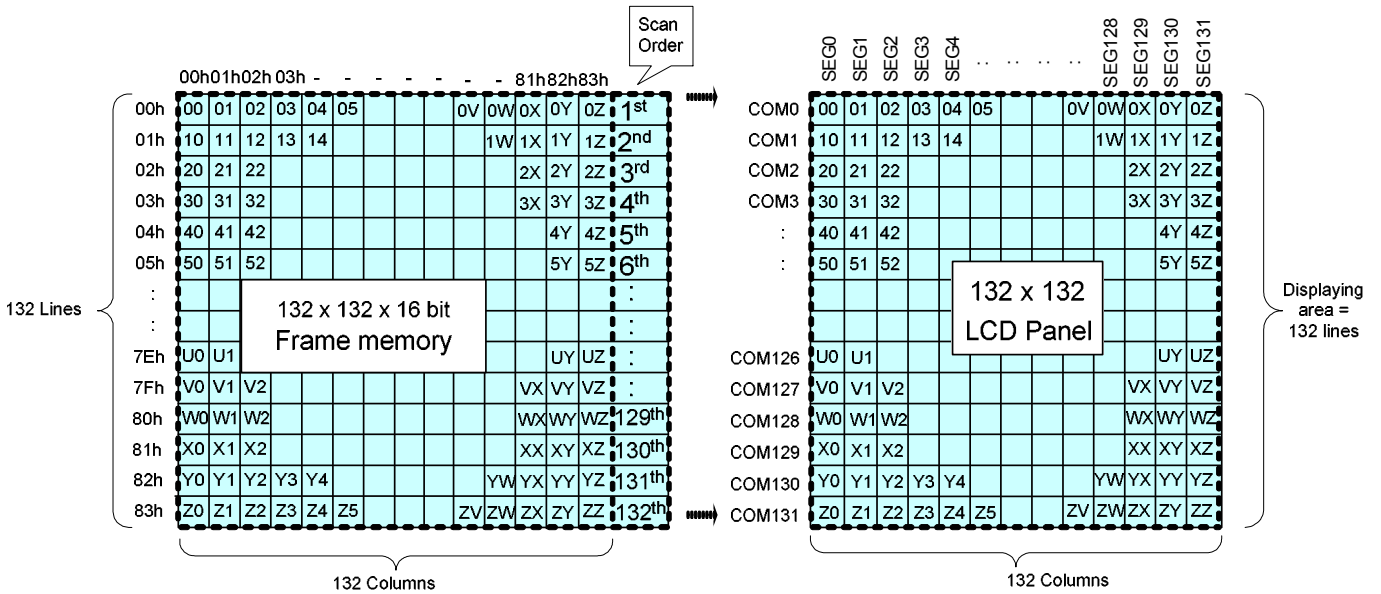 Scan
Order
00h01h02h03h - - - - - - - 81h82h83h
SEG0 SEG1 SEG2 SEG3 SEG4 .. .. .. .. SEG128 SEG129 SEG130 SEG131
00h 00 01 02 03 04 05 0V 0W 0X 0Y 0Z 1st COM0 00 01 02 03 04 05 0V 0W 0X 0Y 0Z
01h 10 11 12 13 14 1W 1X 1Y 1Z 2nd COM1 10 11 12 13 14 1W 1X 1Y 1Z
02h 20 21 22 2X 2Y 2Z 3rd COM2 20 21 22 2X 2Y 2Z
03h 30 31 32 3X 3Y 3Z 4th COM3 30 31 32 3X 3Y 3Z
04h 40 41 42 4Y 4Z 5th : 40 41 42 4Y 4Z
05h 50 51 52 5Y 5Z 6th : 50 51 52 5Y 5Z
: :
: :
132 Lines
132 x 132 x 16 bit
Frame memory
132 x 132
LCD Panel
Displaying
area =
132 lines
7Eh U0 U1 UY UZ : COM126 U0 U1 UY UZ
7Fh V0 V1 V2 VX VY VZ : COM127 V0 V1 V2 VX VY VZ
80h W0 W1 W2 WX WY WZ 129th COM128 W0 W1 W2 WX WY WZ
81h X0 X1 X2 XX XY XZ 130th COM129 X0 X1 X2 XX XY XZ
82h Y0 Y1 Y2 Y3 Y4 YW YX YY YZ 131th COM130 Y0 Y1 Y2 Y3 Y4 YW YX YY YZ
83h Z0 Z1 Z2 Z3 Z4 Z5 ZV ZW ZX ZY ZZ 132th COM131 Z0 Z1 Z2 Z3 Z4 Z5 ZV ZW ZX ZY ZZ
132 Columns 132 Columns